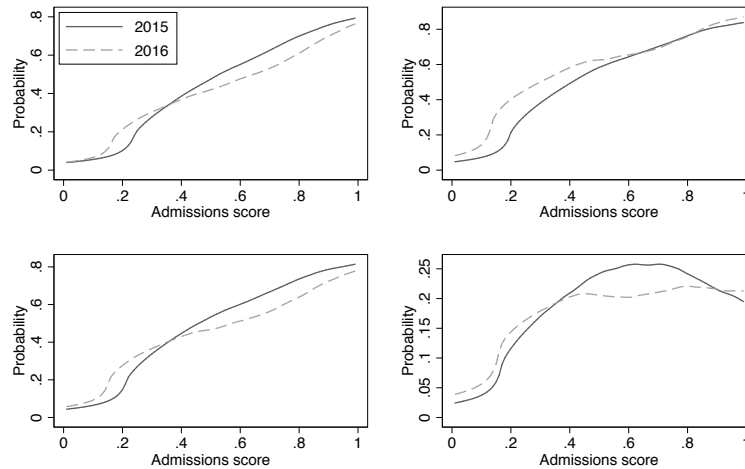 2015
2016
Probability
0 .2 .4 .6 .8
0 .2 .4 .6 .8 1
Admissions score
Probability
0 .2 .4 .6 .8
0 .2 .4 .6 .8 1
Admissions score
Probability
0 .2 .4 .6 .8
0 .2 .4 .6 .8 1
Admissions score
Probability
0 .05 .1 .15 .2 .25
0 .2 .4 .6 .8 1
Admissions score